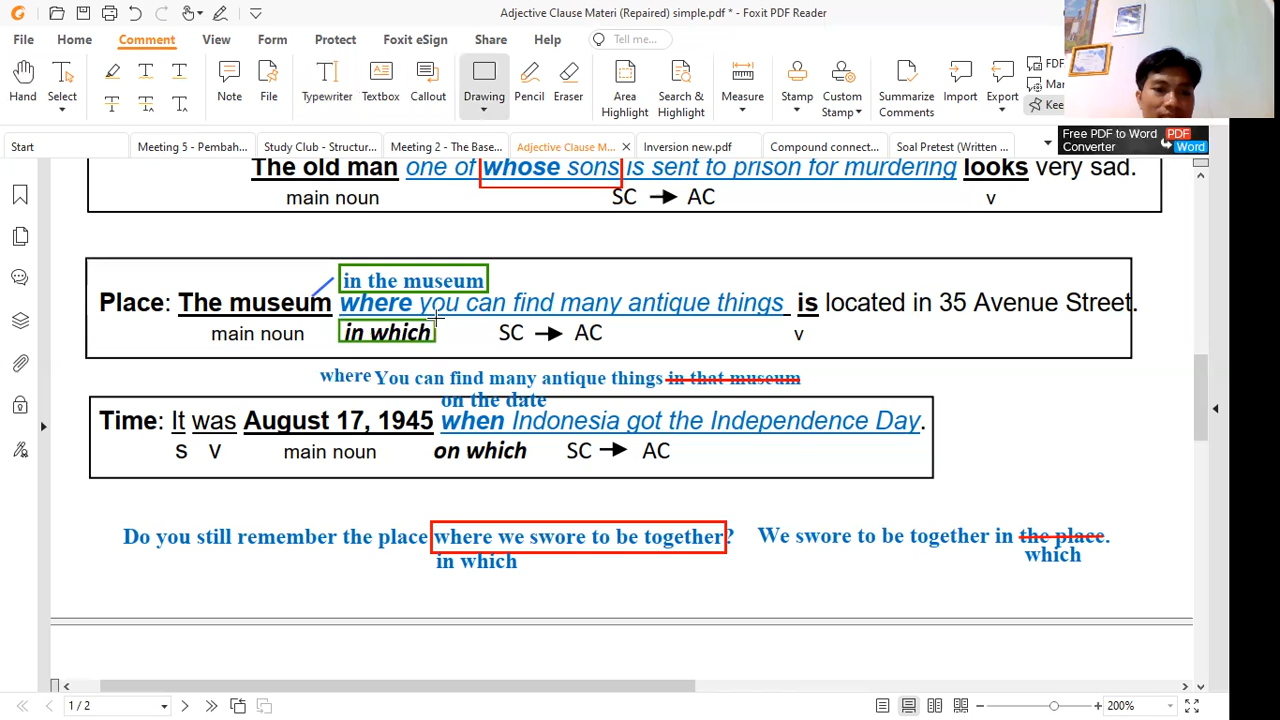 Adjective Clause Materi (Repaired) simple.pdf * - Foxit PDF Reader
File Home Comment View Form Protect Foxit eSign Share Help Tell me...
Hand Select Note File Typewriter Textbox Callout Drawing Pencil Eraser Area Highlight Search & Highlight Measure Stamp Custom Stamp Summarize Comments Import Export
Free PDF to Word Converter PDF Word
Start Meeting 5 - Pembah... Study Club - Structur... Meeting 2 - The Base... Adjective Clause M... Inversion new.pdf Compound connect... Soal Pretest (Written ...
The old man one of whose sons is sent to prison for murdering looks very sad.
main noun SC AC v
in the museum
Place: The museum where you can find many antique things is located in 35 Avenue Street.
main noun in which SC AC v
where You can find many antique things in that museum
on the date
Time: It was August 17, 1945 when Indonesia got the Independence Day.
S V main noun on which SC AC
Do you still remember the place where we swore to be together? We swore to be together in the place.
in which which
1 / 2 200%